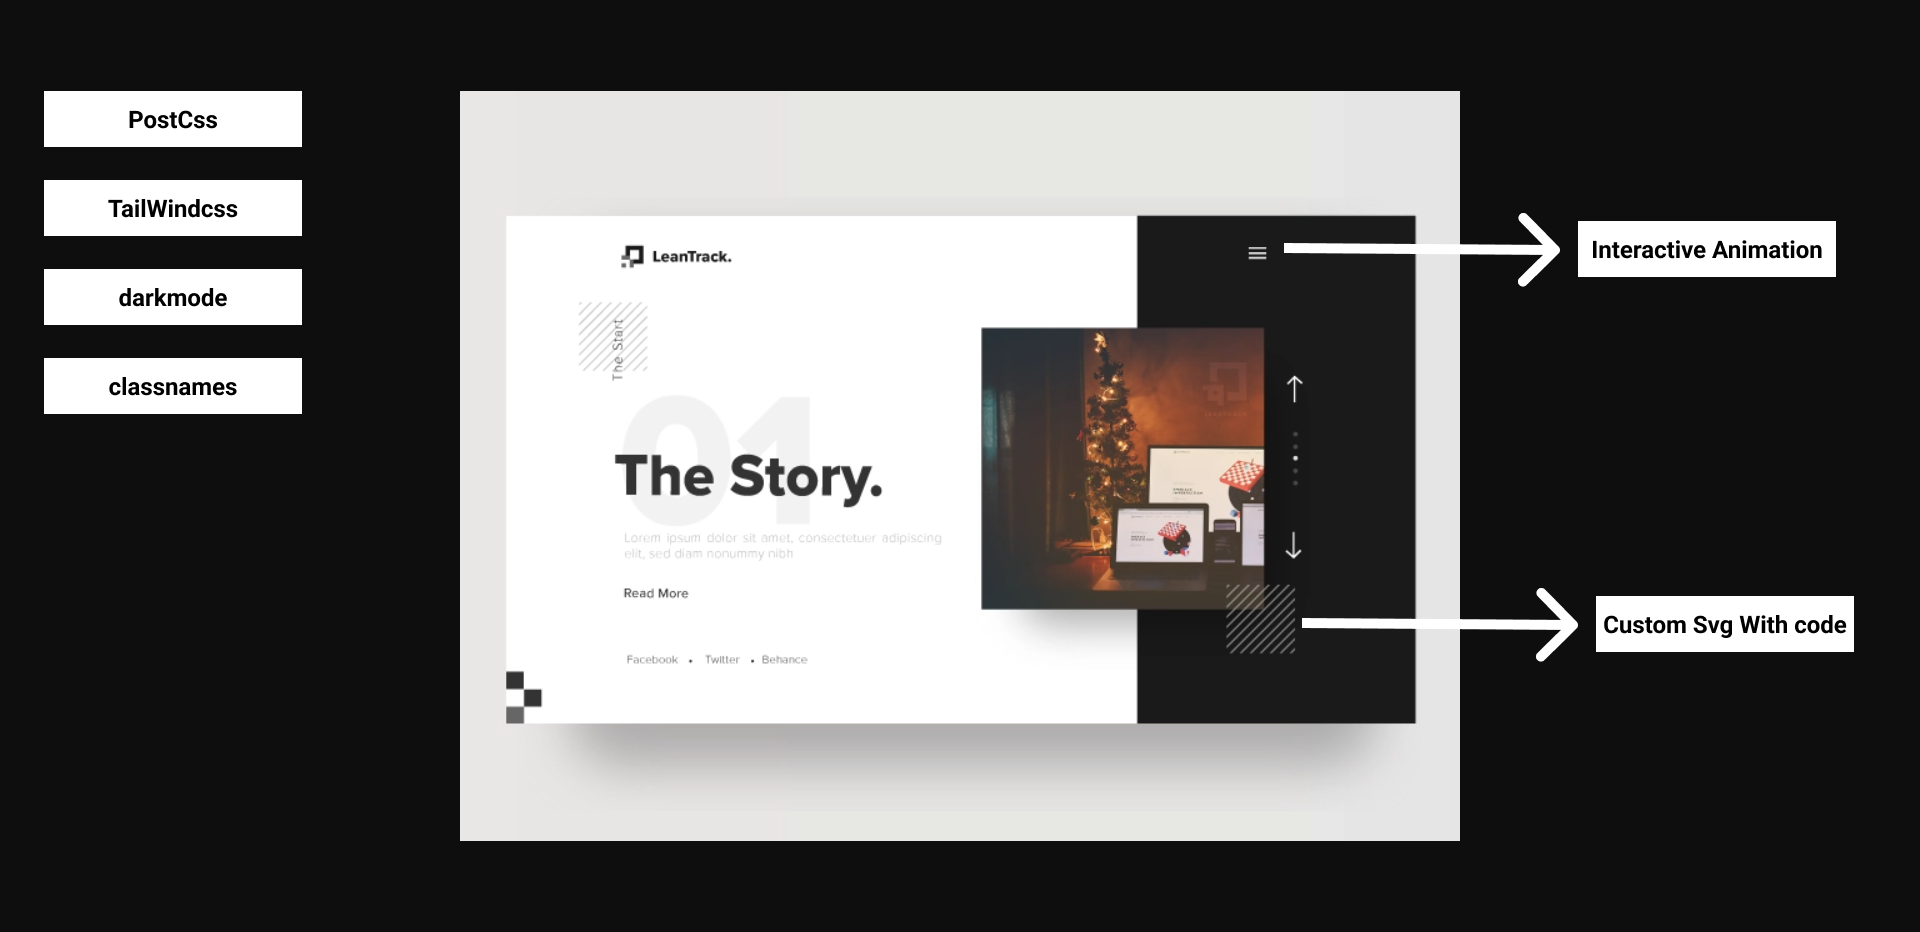 PostCss
TailWindcss
darkmode
classnames
LeanTrack.
The Start
01
The Story.
Lorem ipsum dolor sit amet, consectetuer adipiscing
elit, sed diam nonummy nibh
Read More
Facebook • Twitter • Behance
Interactive Animation
Custom Svg With code